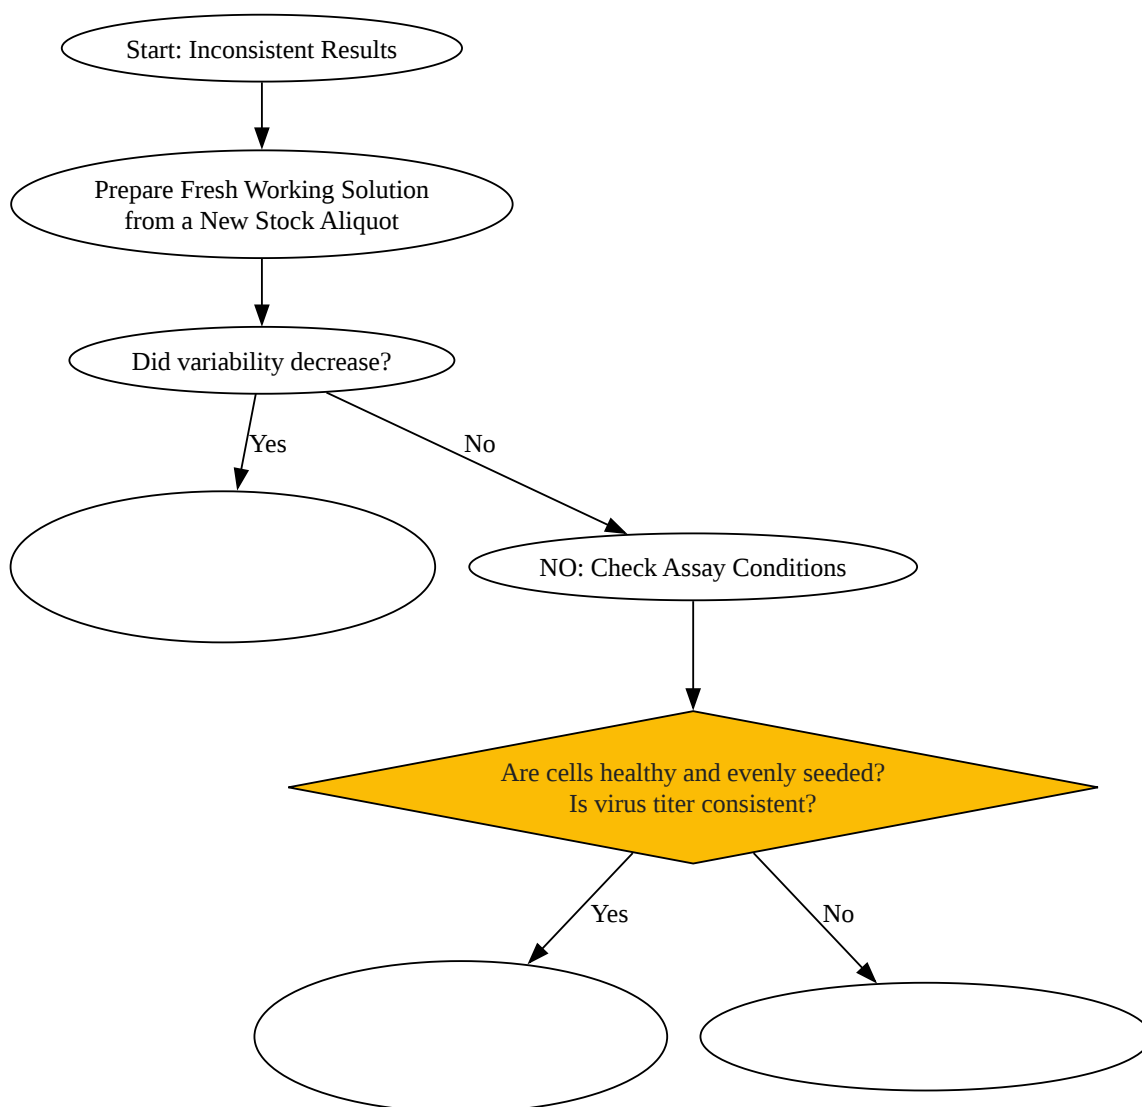 Start: Inconsistent Results
Prepare Fresh Working Solution
from a New Stock Aliquot
Did variability decrease?
Yes
No
NO: Check Assay Conditions
Are cells healthy and evenly seeded?
Is virus titer consistent?
Yes
No